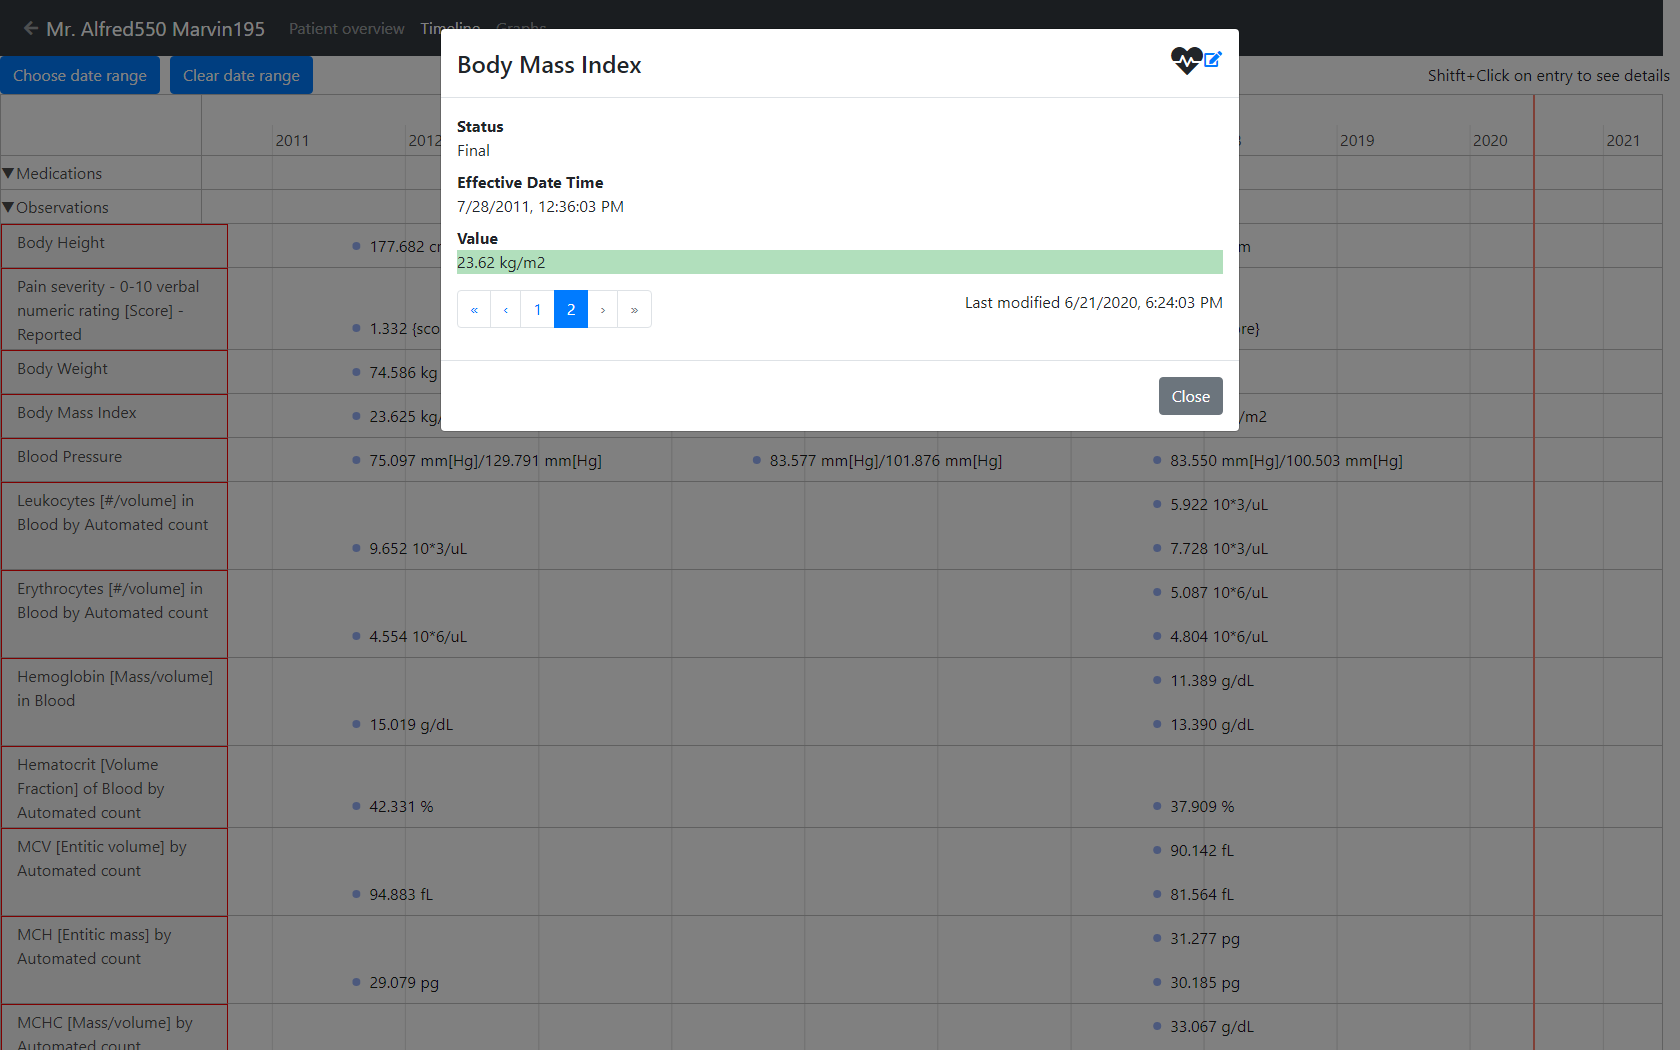 Mr. Alfred550 Marvin195 Patient overview Timeline Graphs
Choose date range Clear date range Shitft+Click on entry to see details
Body Mass Index
Status
Final
Effective Date Time
7/28/2011, 12:36:03 PM
Value
23.62 kg/m2
« ‹ 1 2 › »
Last modified 6/21/2020, 6:24:03 PM
Close
2011 2012 2019 2020 2021
▼Medications
▼Observations
Body Height
177.682 m
Pain severity - 0-10 verbal
numeric rating [Score] -
Reported
1.332 {sco re}
Body Weight
74.586 kg
Body Mass Index
23.625 kg/ /m2
Blood Pressure
75.097 mm[Hg]/129.791 mm[Hg] 83.577 mm[Hg]/101.876 mm[Hg] 83.550 mm[Hg]/100.503 mm[Hg]
Leukocytes [#/volume] in
Blood by Automated count
5.922 10*3/uL
9.652 10*3/uL 7.728 10*3/uL
Erythrocytes [#/volume] in
Blood by Automated count
5.087 10*6/uL
4.554 10*6/uL 4.804 10*6/uL
Hemoglobin [Mass/volume]
in Blood
11.389 g/dL
15.019 g/dL 13.390 g/dL
Hematocrit [Volume
Fraction] of Blood by
Automated count
42.331 % 37.909 %
MCV [Entitic volume] by
Automated count
90.142 fL
94.883 fL 81.564 fL
MCH [Entitic mass] by
Automated count
31.277 pg
29.079 pg 30.185 pg
MCHC [Mass/volume] by
Automated count
33.067 g/dL